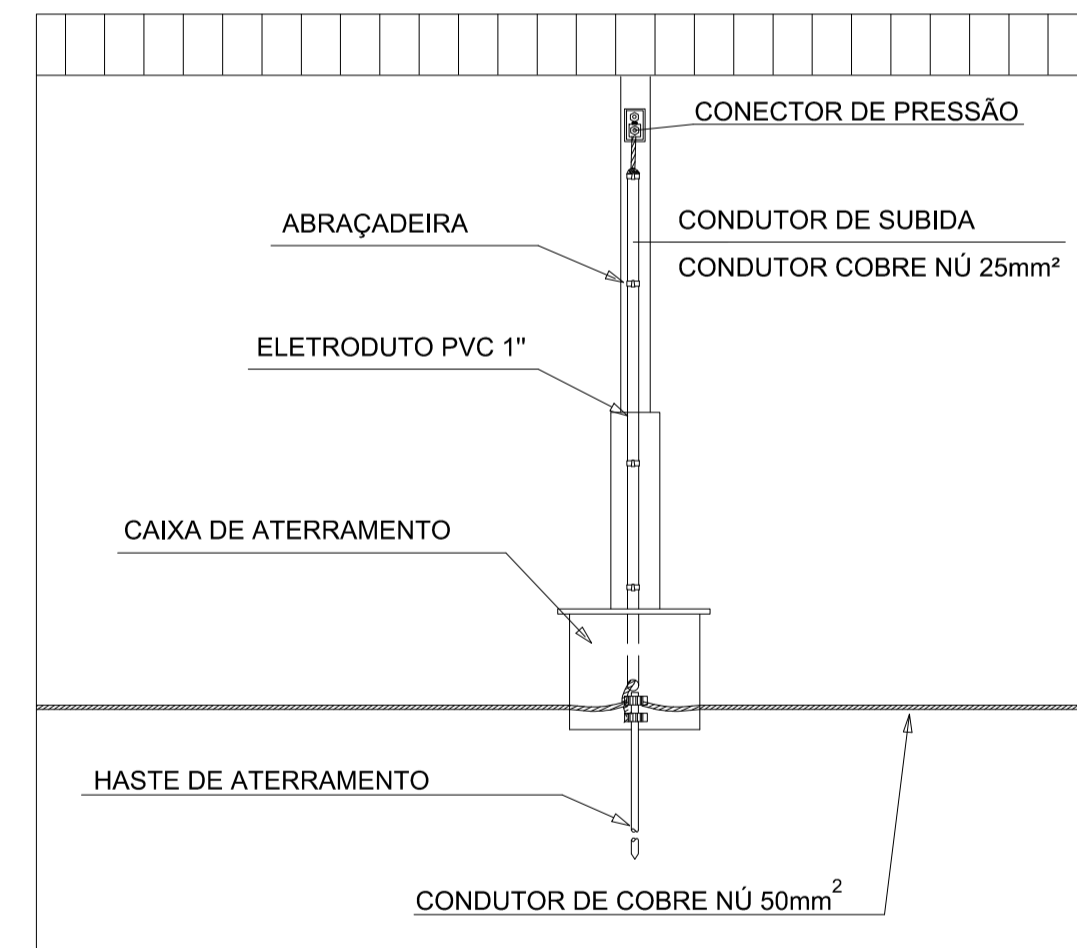 CONECTOR DE PRESSÃO
ABRAÇADEIRA
CONDUTOR DE SUBIDA
CONDUTOR COBRE NÚ 25mm²
ELETRODUTO PVC 1"
CAIXA DE ATERRAMENTO
HASTE DE ATERRAMENTO
CONDUTOR DE COBRE NÚ 50mm²